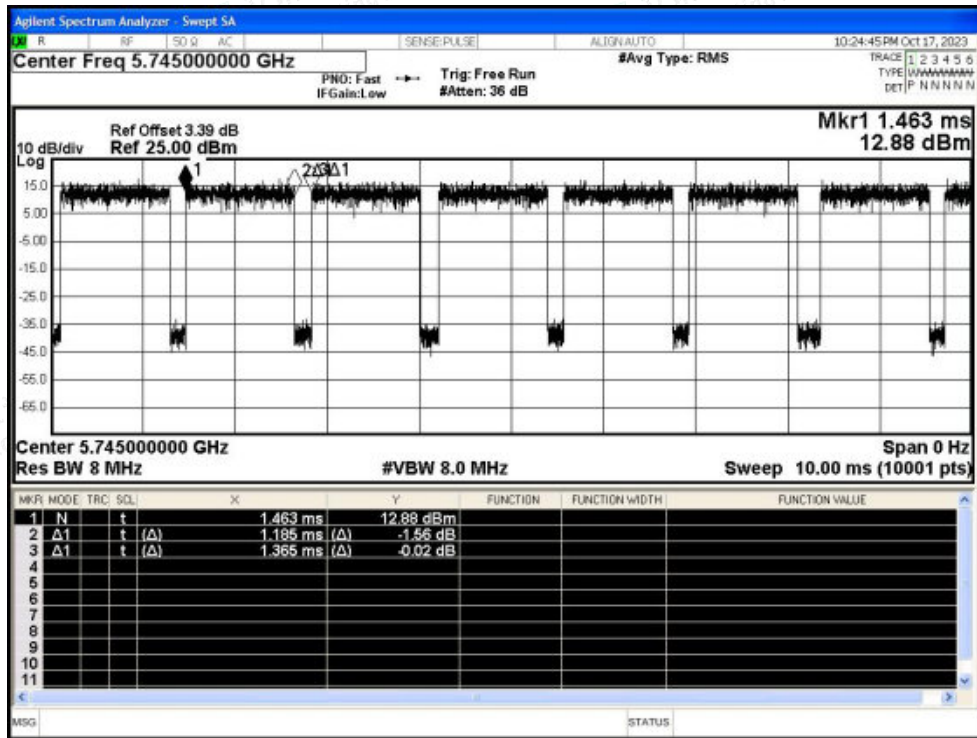 Agilent Spectrum Analyzer - Swept SA
R RF 50 Ω AC SENSE:PULSE ALIGNAUTO 10:24:45 PM Oct 17, 2023
Center Freq 5.745000000 GHz #Avg Type: RMS TRACE 1 2 3 4 5 6
PNO: Fast Trig: Free Run TYPE
IFGain:Low #Atten: 36 dB DET P N N N N N
Mkr1 1.463 ms
12.88 dBm
Ref Offset 3.39 dB
10 dB/div Ref 25.00 dBm
Log
1 2Δ1
15.0
5.00
-5.00
-15.0
-25.0
-35.0
-45.0
-55.0
-65.0
Center 5.745000000 GHz Span 0 Hz
Res BW 8 MHz #VBW 8.0 MHz Sweep 10.00 ms (10001 pts)
MKR MODE TRC SCL X Y FUNCTION FUNCTION WIDTH FUNCTION VALUE
1 N t 1.463 ms 12.88 dBm
2 Δ1 t (Δ) 1.185 ms (Δ) -1.56 dB
3 Δ1 t (Δ) 1.365 ms (Δ) -0.02 dB
4
5
6
7
8
9
10
11
MSG STATUS